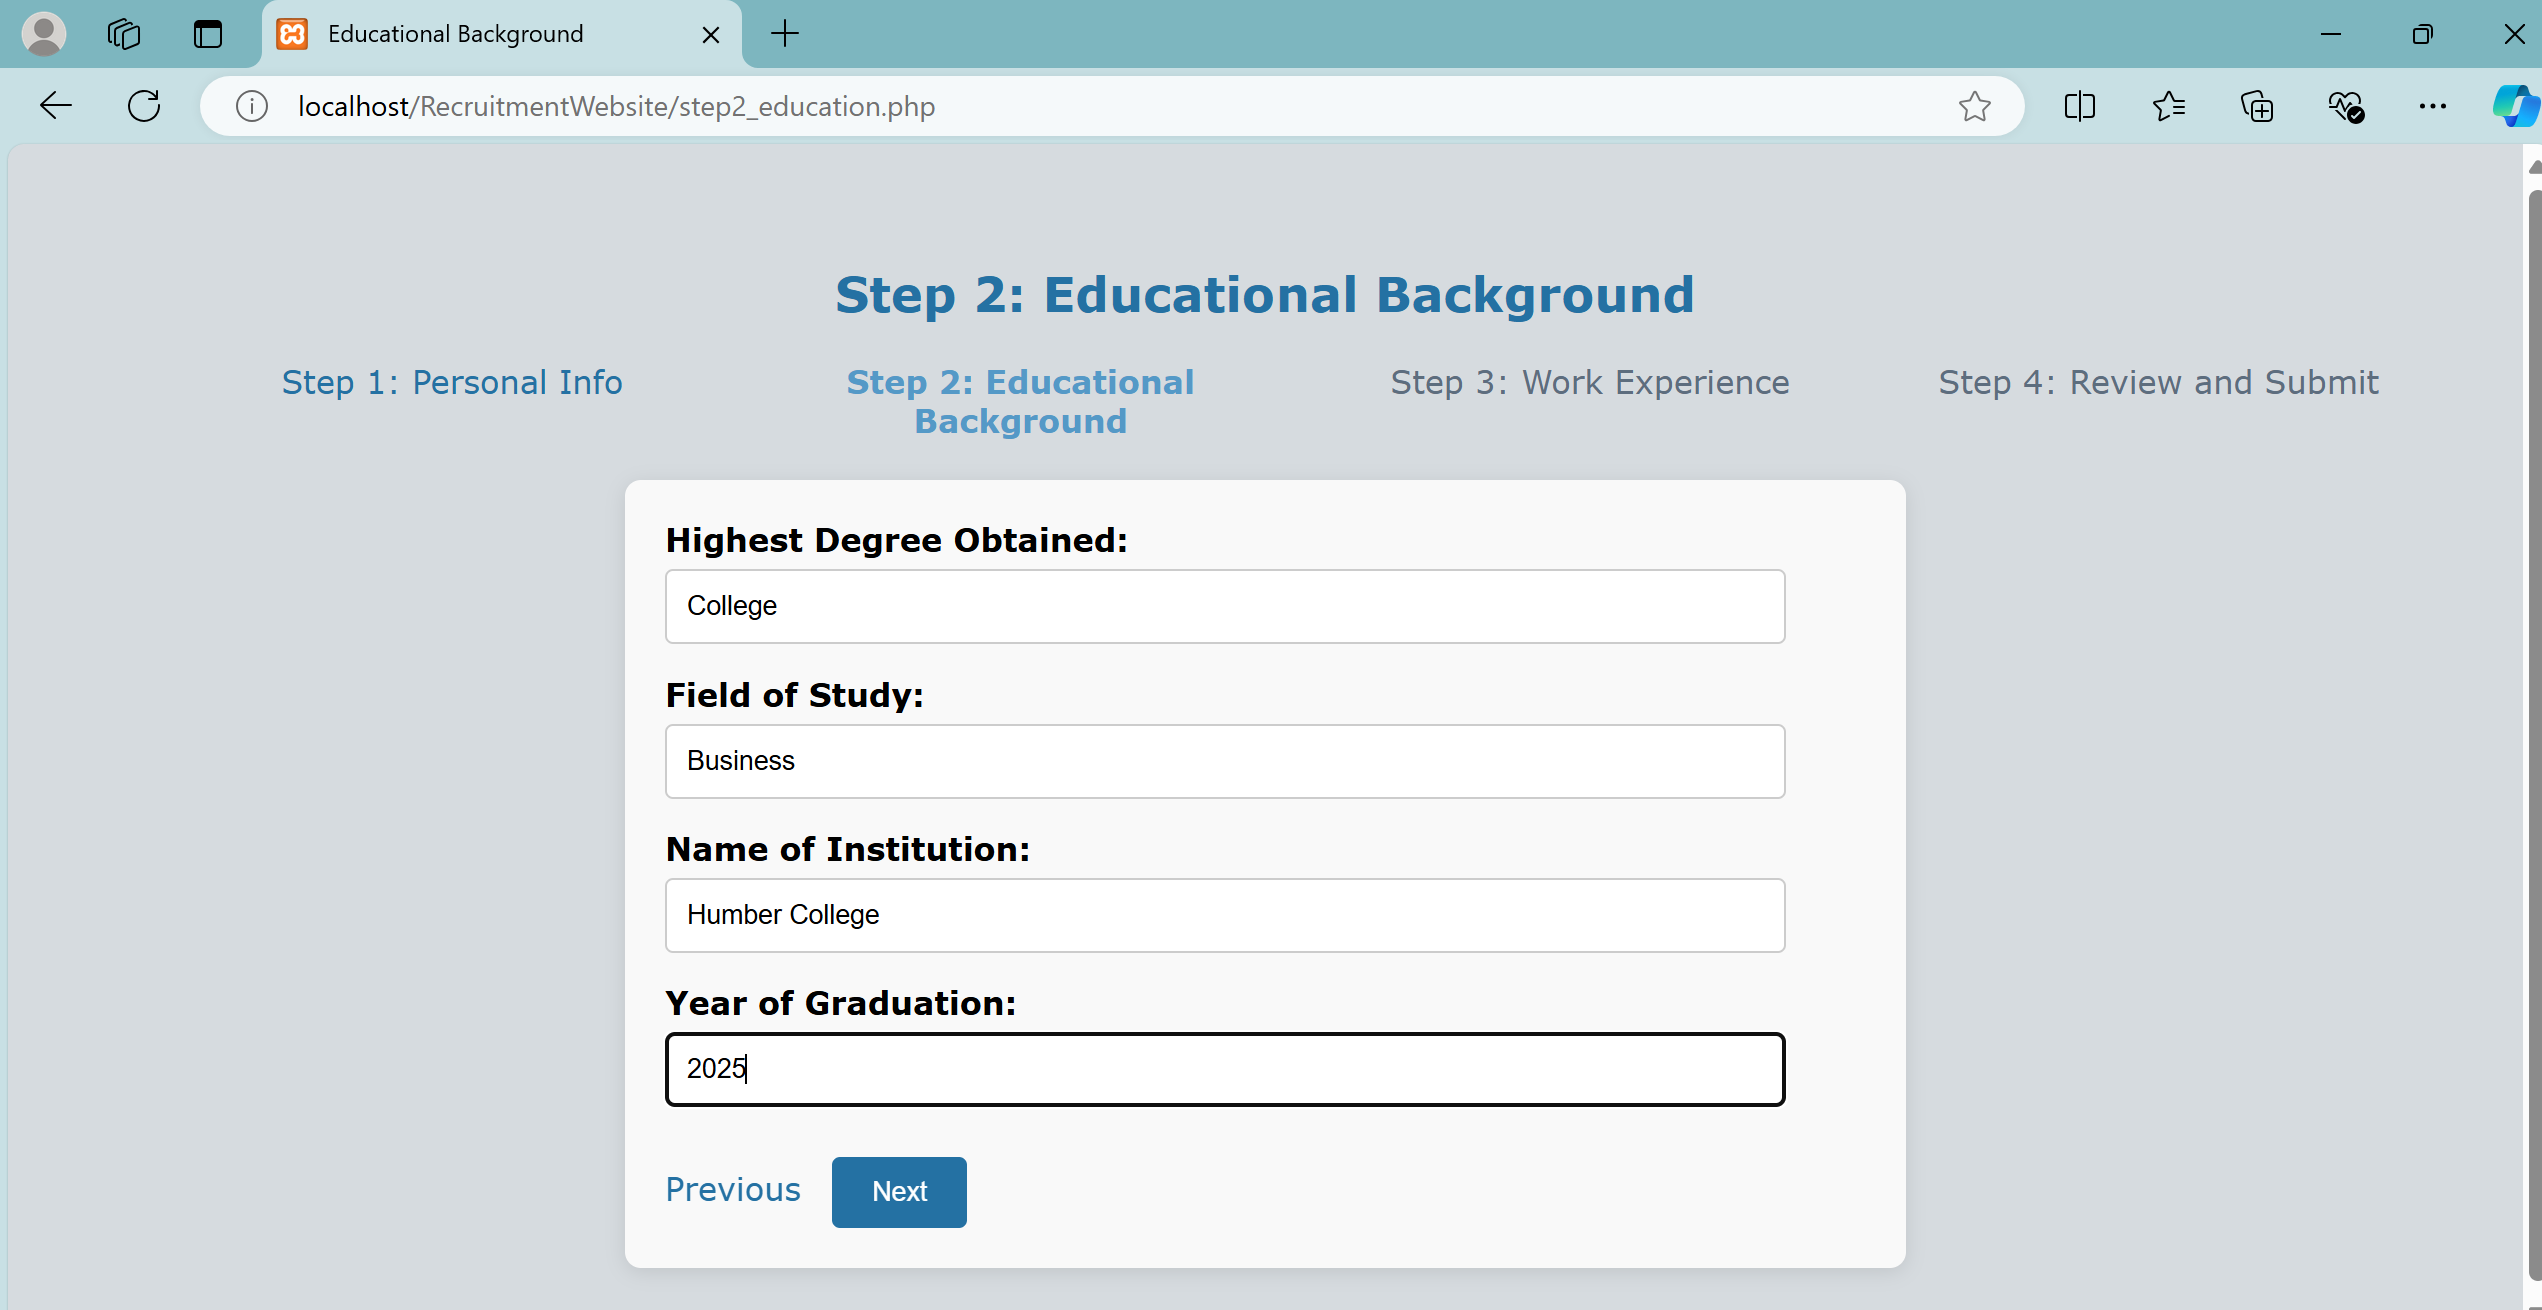 Educational Background
localhost/RecruitmentWebsite/step2_education.php
Step 2: Educational Background
Step 1: Personal Info
Step 2: Educational
Background
Step 3: Work Experience
Step 4: Review and Submit
Highest Degree Obtained:
College
Field of Study:
Business
Name of Institution:
Humber College
Year of Graduation:
2025
Previous
Next